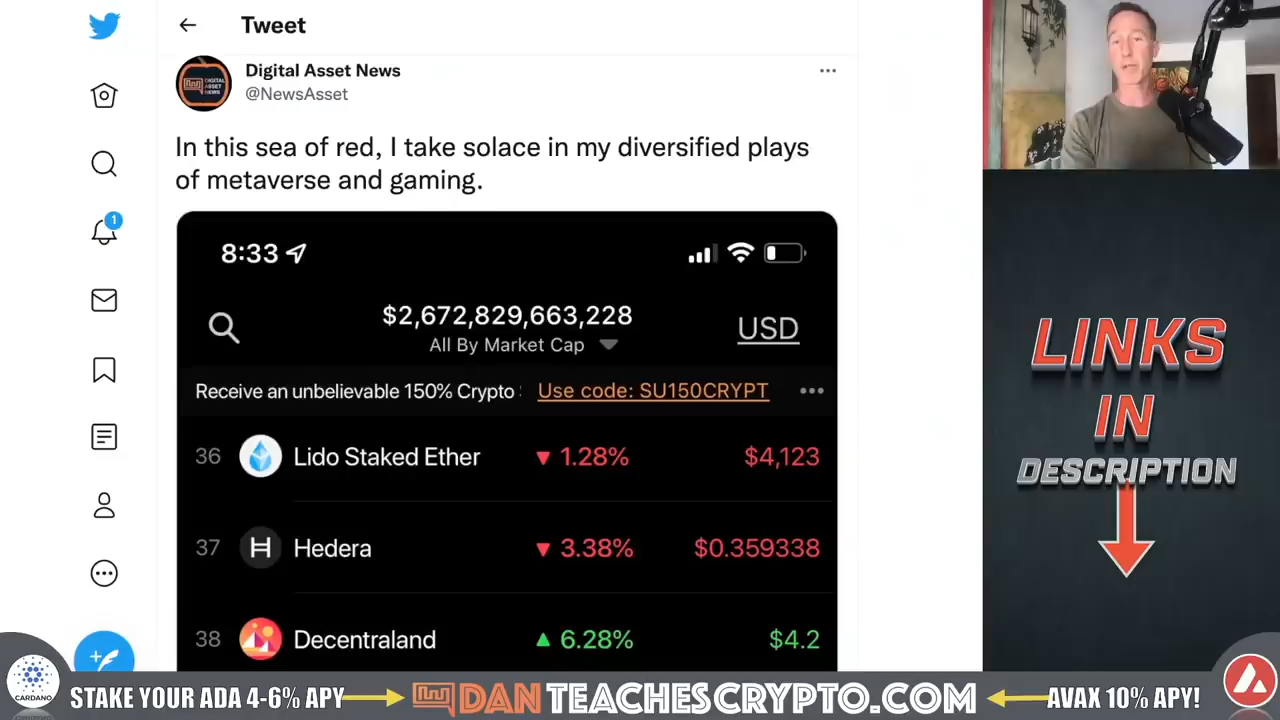 Tweet
Digital Asset News
@NewsAsset
In this sea of red, I take solace in my diversified plays
of metaverse and gaming.
1
8:33
$2,672,829,663,228
USD
All By Market Cap
Receive an unbelievable 150% Crypto Use code: SU150CRYPT
36 Lido Staked Ether ▼ 1.28% $4,123
37 Hedera ▼ 3.38% $0.359338
38 Decentraland ▲ 6.28% $4.2
LINKS
IN
DESCRIPTION
CARDANO
STAKE YOUR ADA 4-6% APY DANTEACHESCRYPTO.COM AVAX 10% APY!